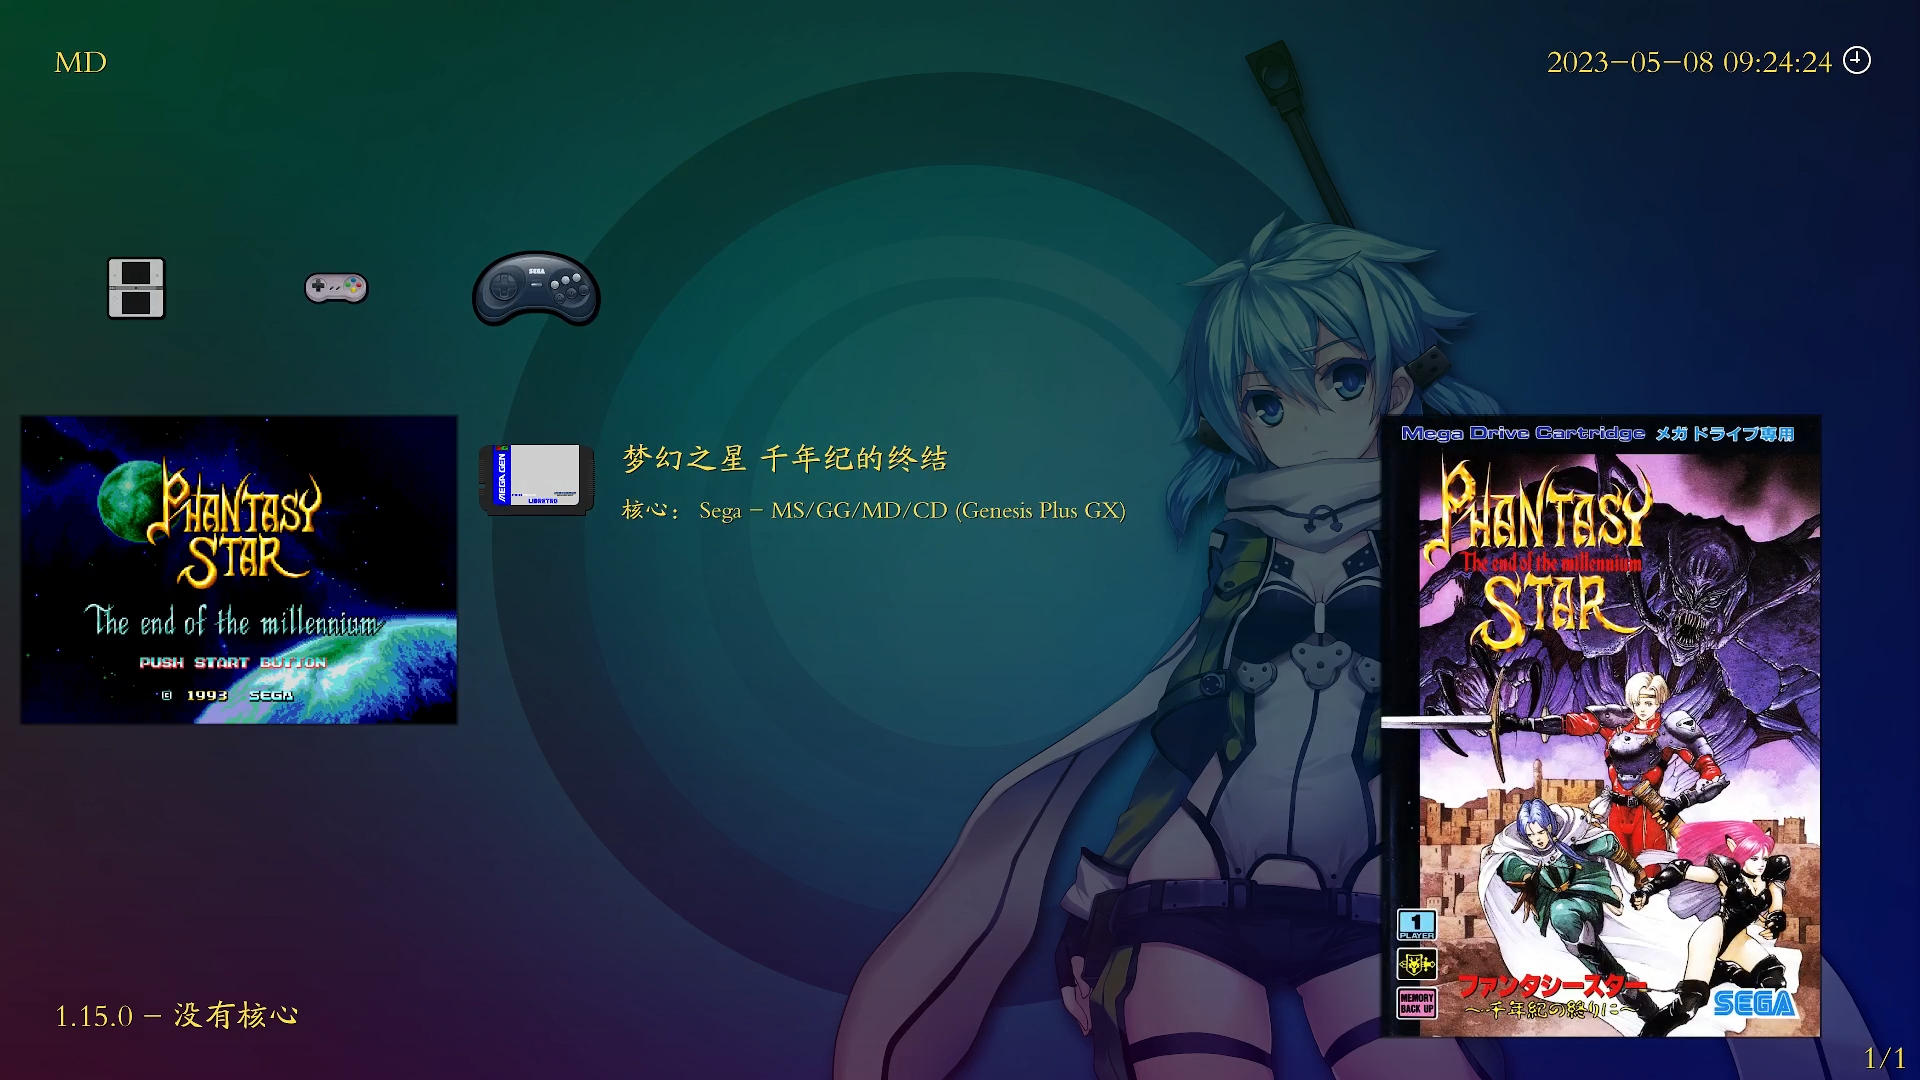 MD
2023-05-08 09:24:24
SEGA
PHANTASY
STAR
The end of the millennium
PUSH START BUTTON
© 1993 SEGA
MEGA GEN
LIBRETRO
梦幻之星 千年纪的终结
核心： Sega - MS/GG/MD/CD (Genesis Plus GX)
Mega Drive Cartridge メガドライブ専用
PHANTASY
The end of the millennium
STAR
1
PLAYER
MEMORY
BACK UP
ファンタシースター
〜千年紀の終りに〜
SEGA
1.15.0 - 没有核心
1/1